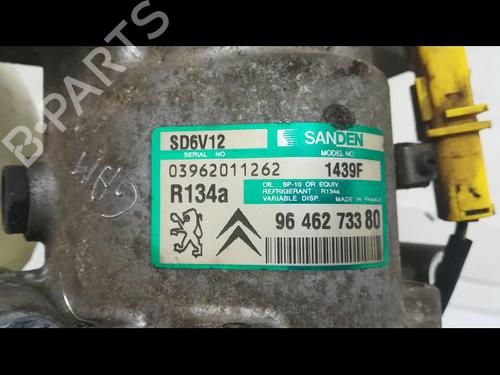 B-PARTS
SD6V12 SANDEN
SERIAL NO MODEL NO
03962011262 1439F
R134a
OIL : SP-10 OR EQUIV
REFRIGERANT : R134a
VARIABLE DISP. MADE IN FRANCE
96 462 733 80